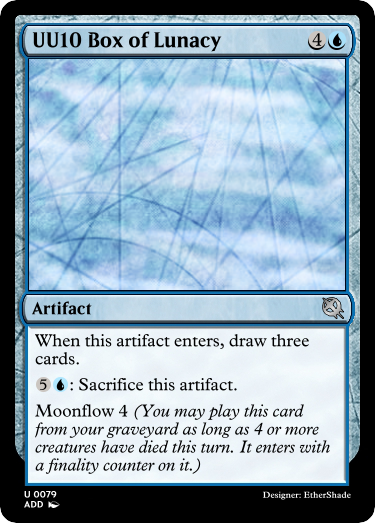 UU10 Box of Lunacy 4
Artifact
When this artifact enters, draw three
cards.
5 : Sacrifice this artifact.
Moonflow 4 (You may play this card
from your graveyard as long as 4 or more
creatures have died this turn. It enters with
a finality counter on it.)
U 0079
ADD
Designer: EtherShade